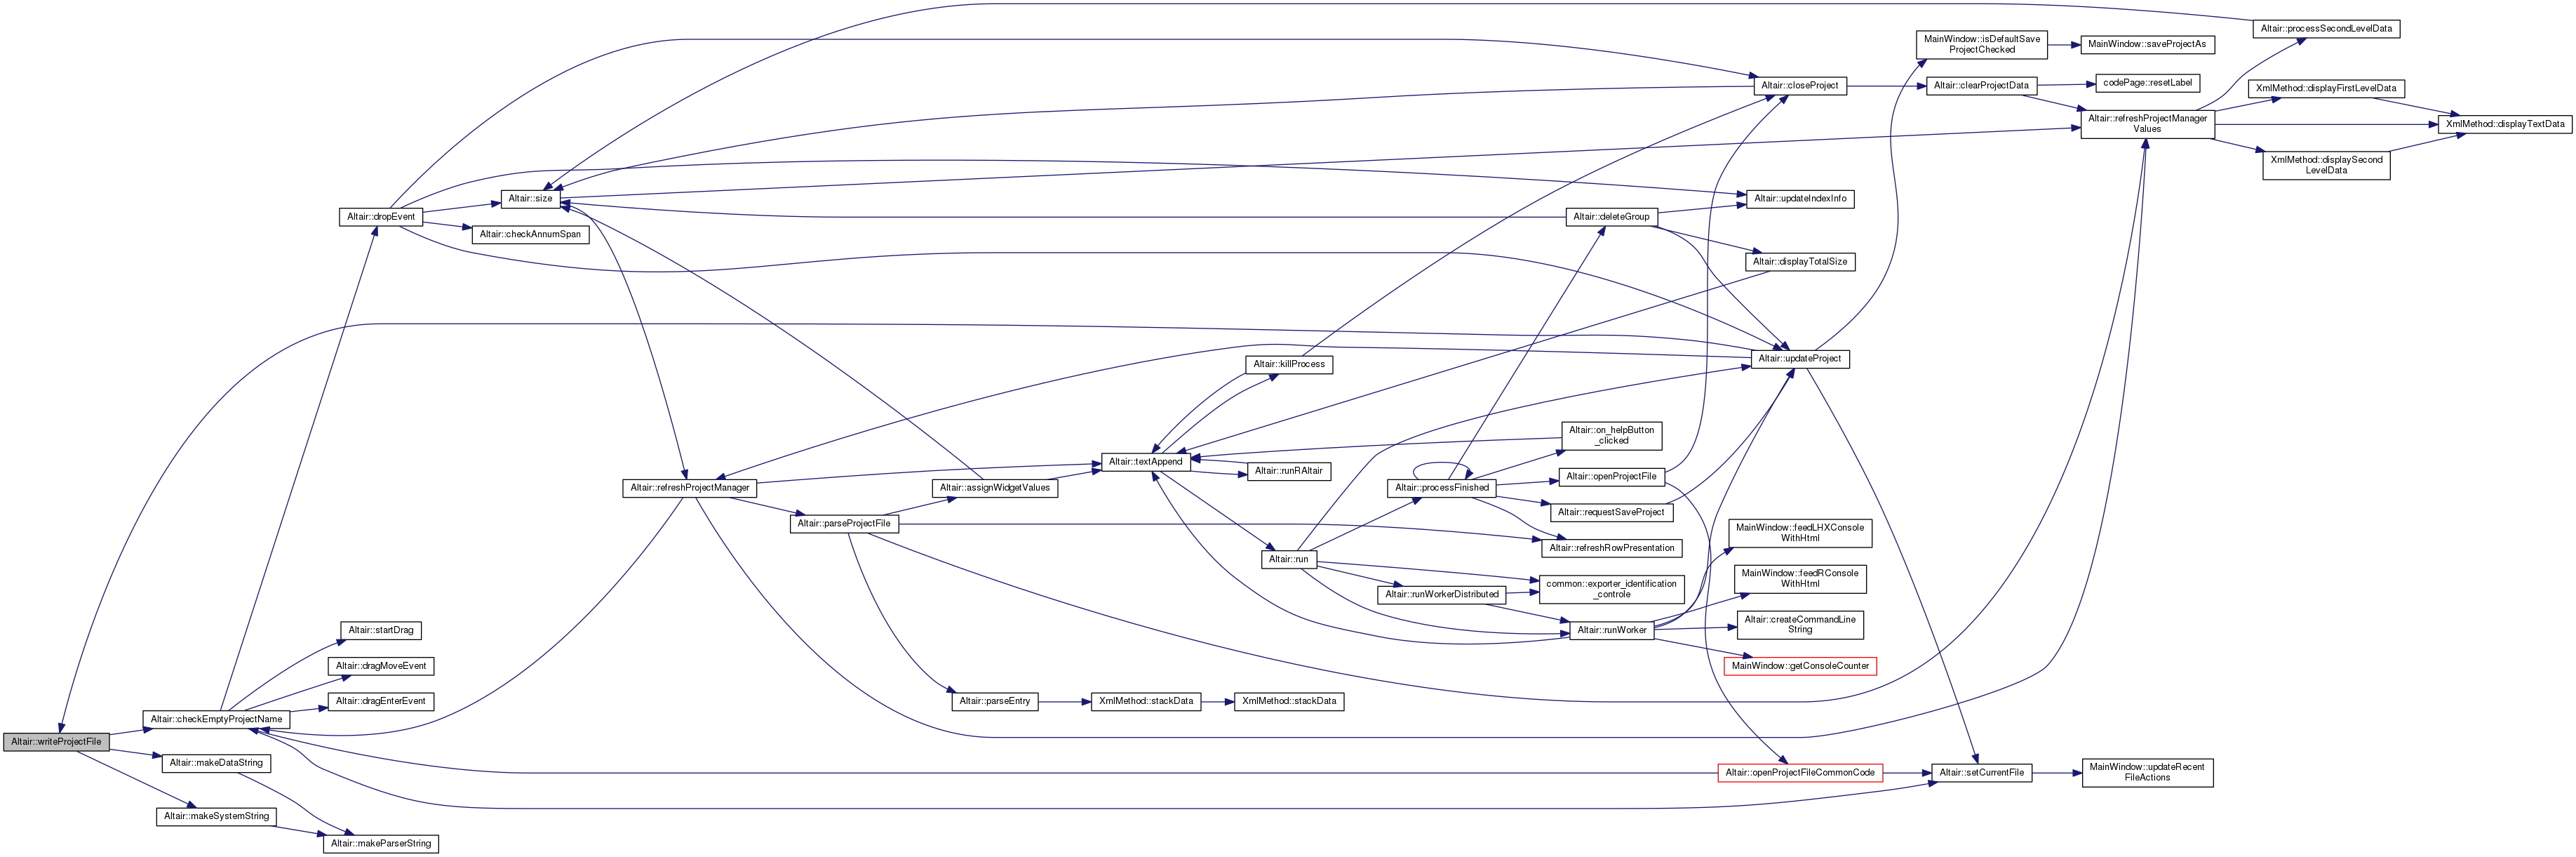 Altair::processSecondLevelData
MainWindow::isDefaultSave
ProjectChecked
MainWindow::saveProjectAs
Altair::closeProject
Altair::clearProjectData
codePage::resetLabel
XmlMethod::displayFirstLevelData
Altair::refreshProjectManager
Values
XmlMethod::displayTextData
XmlMethod::displaySecond
LevelData
Altair::size
Altair::updateIndexInfo
Altair::dropEvent
Altair::deleteGroup
Altair::checkAnnumSpan
Altair::displayTotalSize
Altair::updateProject
Altair::killProcess
Altair::on_helpButton
_clicked
Altair::textAppend
Altair::runRAltair
Altair::openProjectFile
Altair::refreshProjectManager
Altair::assignWidgetValues
Altair::processFinished
Altair::requestSaveProject
Altair::parseProjectFile
MainWindow::feedLHXConsole
WithHtml
Altair::refreshRowPresentation
Altair::run
MainWindow::feedRConsole
WithHtml
common::exporter_identification
_controle
Altair::runWorkerDistributed
Altair::createCommandLine
String
Altair::startDrag
Altair::runWorker
Altair::dragMoveEvent
MainWindow::getConsoleCounter
Altair::dragEnterEvent
Altair::parseEntry
XmlMethod::stackData
XmlMethod::stackData
Altair::checkEmptyProjectName
Altair::writeProjectFile
Altair::makeDataString
Altair::openProjectFileCommonCode
Altair::setCurrentFile
MainWindow::updateRecent
FileActions
Altair::makeSystemString
Altair::makeParserString